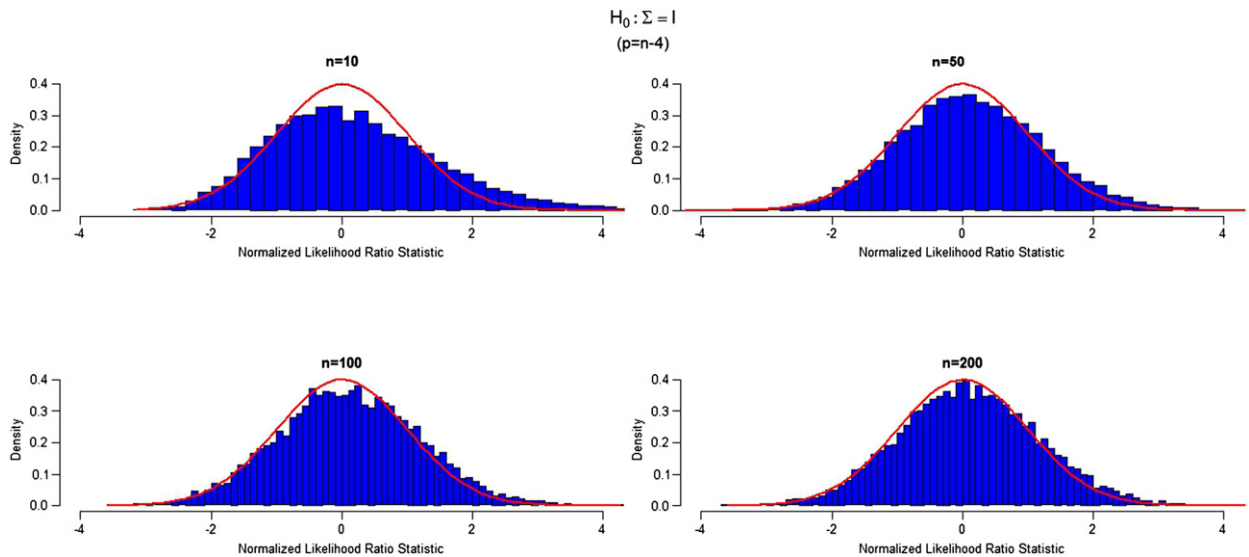 H₀ : Σ = I
(p=n-4)
n=10
0.4
0.3
0.2
0.1
0.0
Density
-4 -2 0 2 4
Normalized Likelihood Ratio Statistic
n=50
0.4
0.3
0.2
0.1
0.0
Density
-4 -2 0 2 4
Normalized Likelihood Ratio Statistic
n=100
0.4
0.3
0.2
0.1
0.0
Density
-4 -2 0 2 4
Normalized Likelihood Ratio Statistic
n=200
0.4
0.3
0.2
0.1
0.0
Density
-4 -2 0 2 4
Normalized Likelihood Ratio Statistic